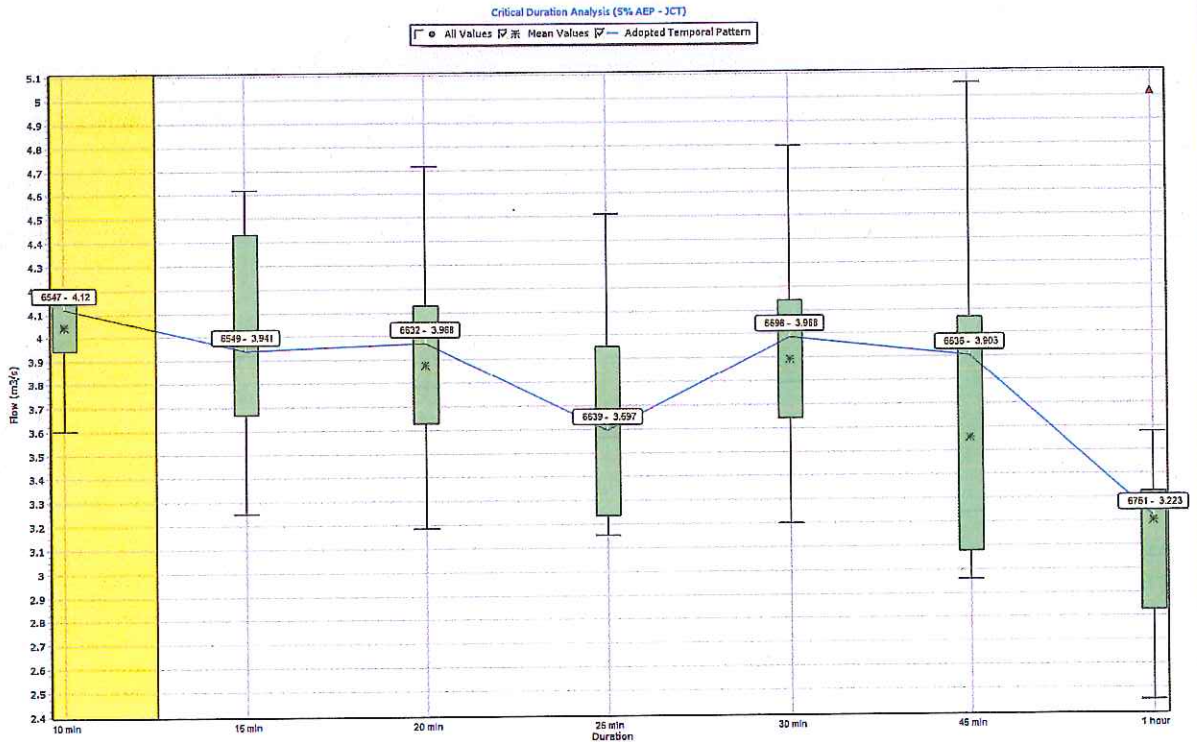 Critical Duration Analysis (5% AEP - JCT)
All Values Mean Values Adopted Temporal Pattern
Flow (m3/s)
5.1
5
4.9
4.8
4.7
4.6
4.5
4.4
4.3
4.2
4.1
4
3.9
3.8
3.7
3.6
3.5
3.4
3.3
3.2
3.1
3
2.9
2.8
2.7
2.6
2.5
2.4
6547 - 4.12
6549 - 3.941
6632 - 3.968
6639 - 3.597
6698 - 3.988
6636 - 3.903
6761 - 3.223
10 min
15 min
20 min
25 min
30 min
45 min
1 hour
Duration